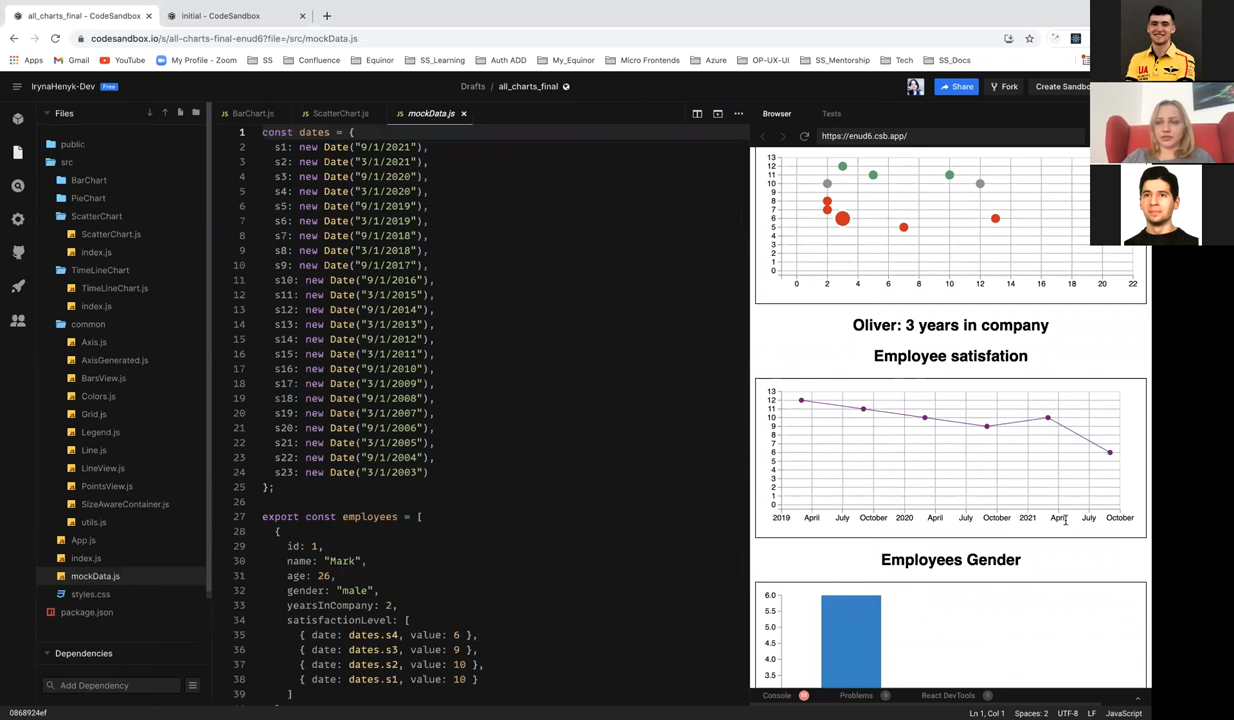 all_charts_final - CodeSandbox
initial - CodeSandbox
codesandbox.io/s/all-charts-final-enud6?file=/src/mockData.js
Apps
Gmail
YouTube
My Profile - Zoom
SS
Confluence
Equinor
SS_Learning
Auth ADD
My_Equinor
Micro Frontends
Azure
OP-UX-UI
SS_Mentorship
Tech
SS_Docs
IrynaHenyk-Dev
Free
Drafts / all_charts_final
Share
Fork
Create Sandbo
Files
public
src
BarChart
PieChart
ScatterChart
ScatterChart.js
index.js
TimeLineChart
TImeLineChart.js
index.js
common
Axis.js
AxisGenerated.js
BarsView.js
Colors.js
Grid.js
Legend.js
Line.js
LineView.js
PointsView.js
SizeAwareContainer.js
utils.js
App.js
index.js
mockData.js
styles.css
package.json
Dependencies
Add Dependency
0868924ef
BarChart.js
ScatterChart.js
mockData.js
1 const dates = {
2 s1: new Date("9/1/2021"),
3 s2: new Date("3/1/2021"),
4 s3: new Date("9/1/2020"),
5 s4: new Date("3/1/2020"),
6 s5: new Date("9/1/2019"),
7 s6: new Date("3/1/2019"),
8 s7: new Date("9/1/2018"),
9 s8: new Date("3/1/2018"),
10 s9: new Date("9/1/2017"),
11 s10: new Date("9/1/2016"),
12 s11: new Date("3/1/2015"),
13 s12: new Date("9/1/2014"),
14 s13: new Date("3/1/2013"),
15 s14: new Date("9/1/2012"),
16 s15: new Date("3/1/2011"),
17 s16: new Date("9/1/2010"),
18 s17: new Date("3/1/2009"),
19 s18: new Date("9/1/2008"),
20 s19: new Date("3/1/2007"),
21 s20: new Date("9/1/2006"),
22 s21: new Date("3/1/2005"),
23 s22: new Date("9/1/2004"),
24 s23: new Date("3/1/2003")
25 };
26
27 export const employees = [
28 {
29 id: 1,
30 name: "Mark",
31 age: 26,
32 gender: "male",
33 yearsInCompany: 2,
34 satisfactionLevel: [
35 { date: dates.s4, value: 6 },
36 { date: dates.s3, value: 9 },
37 { date: dates.s2, value: 10 },
38 { date: dates.s1, value: 10 }
39 ]
Browser
Tests
https://enud6.csb.app/
13
12
11
10
9
8
7
6
5
4
3
2
1
0
0 2 4 6 8 10 12 14 16 18 20 22
Oliver: 3 years in company
Employee satisfation
13
12
11
10
9
8
7
6
5
4
3
2
1
0
2019 April July October 2020 April July October 2021 April July October
Employees Gender
6.0
5.5
5.0
4.5
4.0
3.5
Console
Problems
0
React DevTools
0
Ln 1, Col 1
Spaces: 2
UTF-8
LF
JavaScript
UA